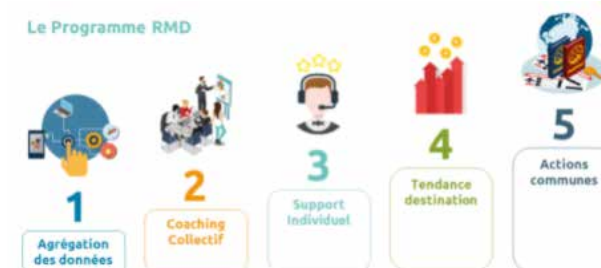 Le Programme RMD
1
Agrégation
des données
2
Coaching
Collectif
3
Support
Individuel
4
Tendance
destination
5
Actions
communes